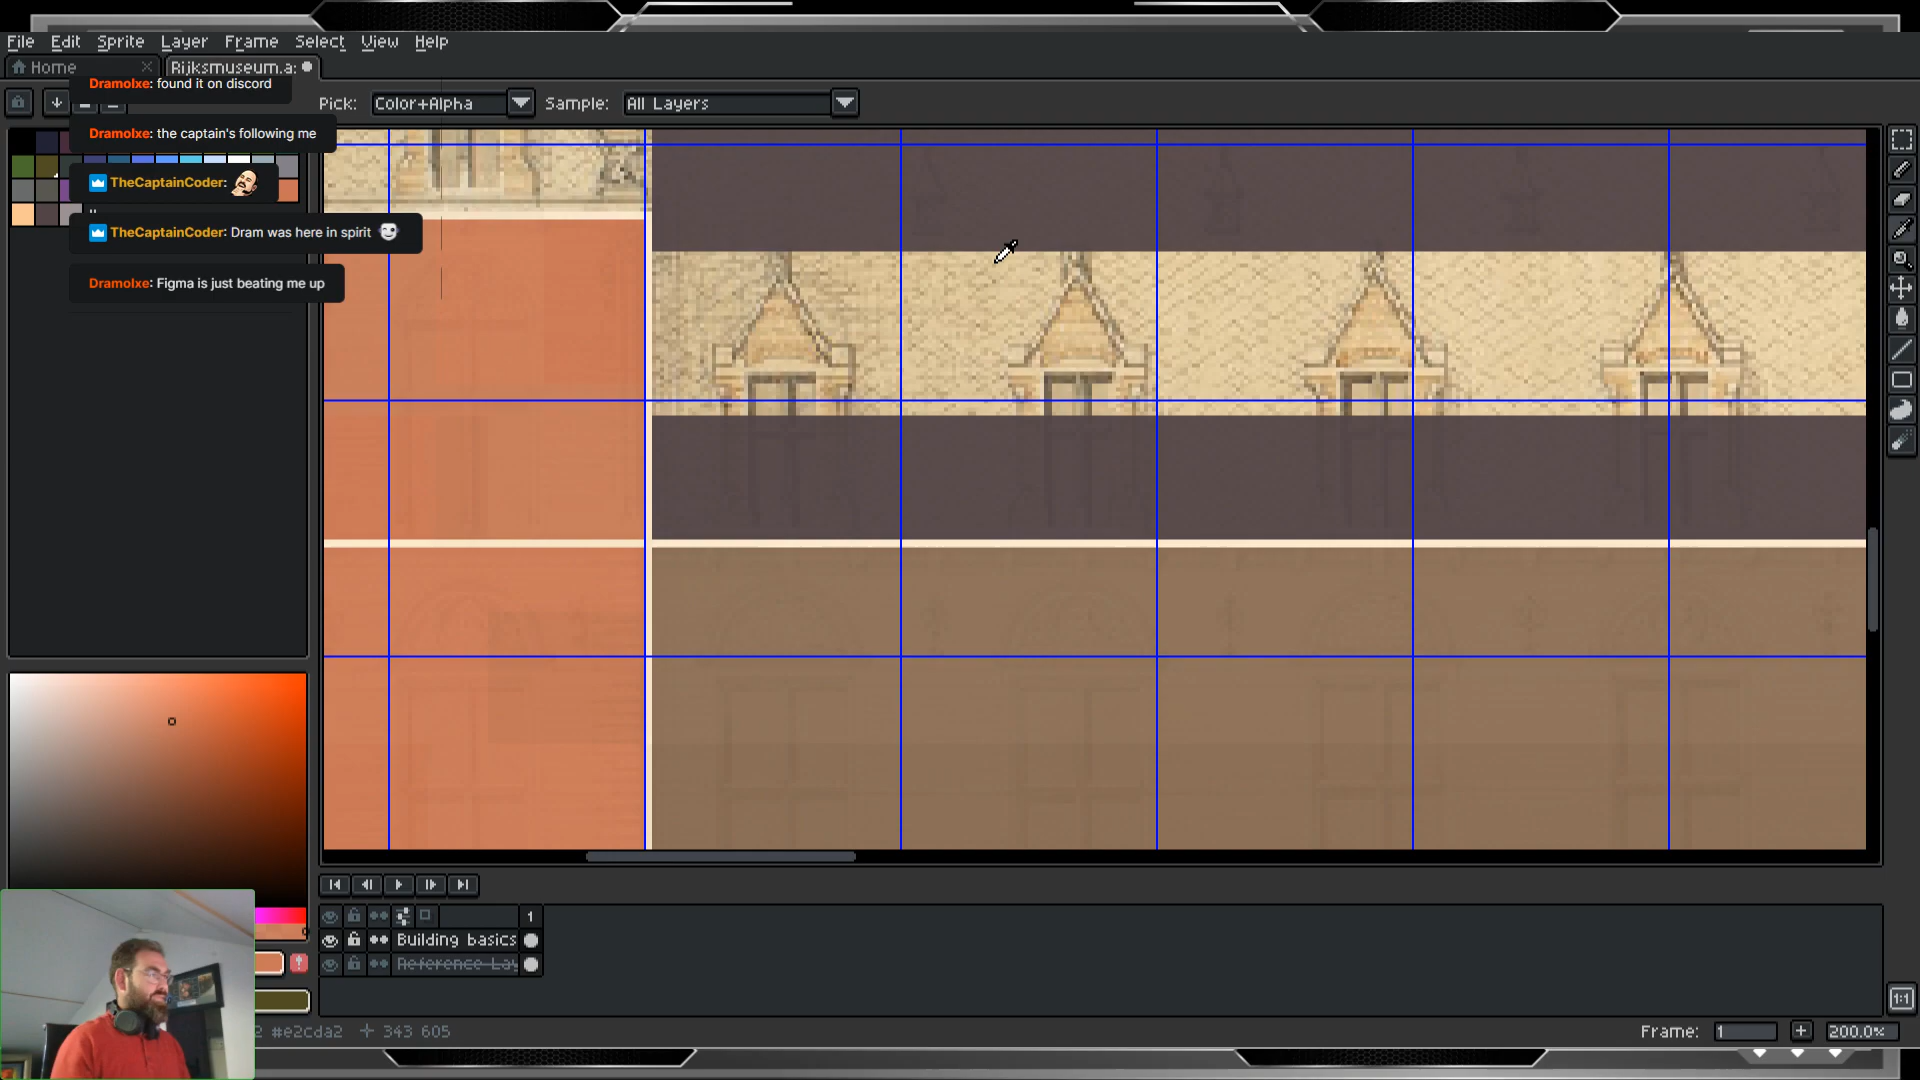 File Edit Sprite Layer Frame Select View Help
Home
Rijksmuseum.a:
Dramolxe: found it on discord
Pick: Color+Alpha Sample: All Layers
Dramolxe: the captain's following me
TheCaptainCoder:
TheCaptainCoder: Dram was here in spirit
Dramolxe: Figma is just beating me up
1
Building basics
Reference Lay
#e2cda2 343 605
Frame: 1 200.0%
1:1